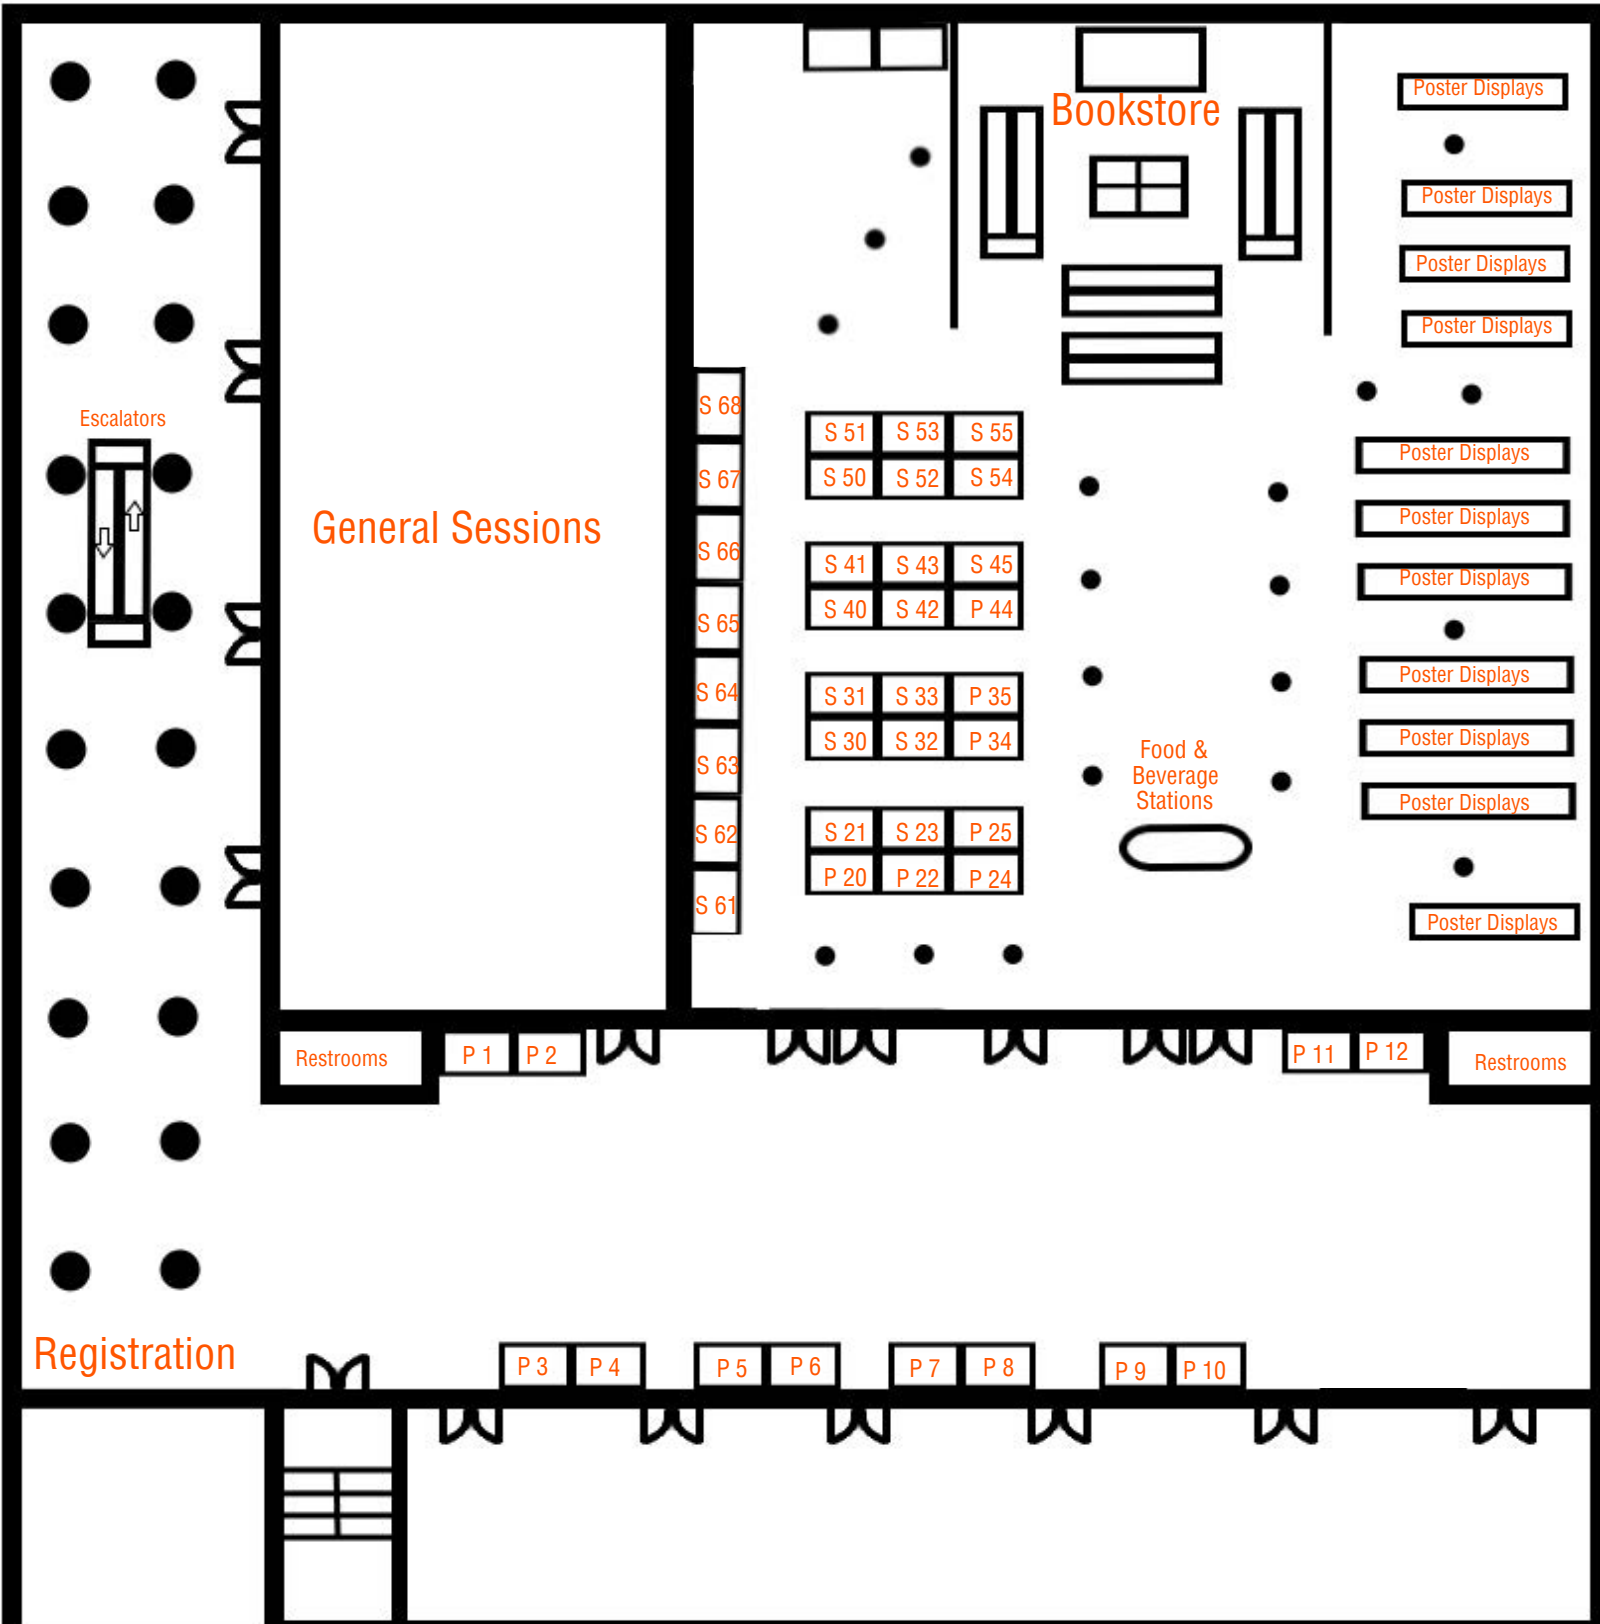 Poster Displays
Bookstore
Poster Displays
Poster Displays
Poster Displays
Escalators
S 68
S 67
S 66
S 65
S 64
S 63
S 62
S 61
General Sessions
S 51 S 53 S 55
S 50 S 52 S 54
S 41 S 43 S 45
S 40 S 42 P 44
S 31 S 33 P 35
S 30 S 32 P 34
S 21 S 23 P 25
P 20 P 22 P 24
Food &
Beverage
Stations
Poster Displays
Poster Displays
Poster Displays
Poster Displays
Poster Displays
Poster Displays
Poster Displays
Restrooms
P 1 P 2
P 11 P 12
Restrooms
Registration
P 3 P 4
P 5 P 6
P 7 P 8
P 9 P 10